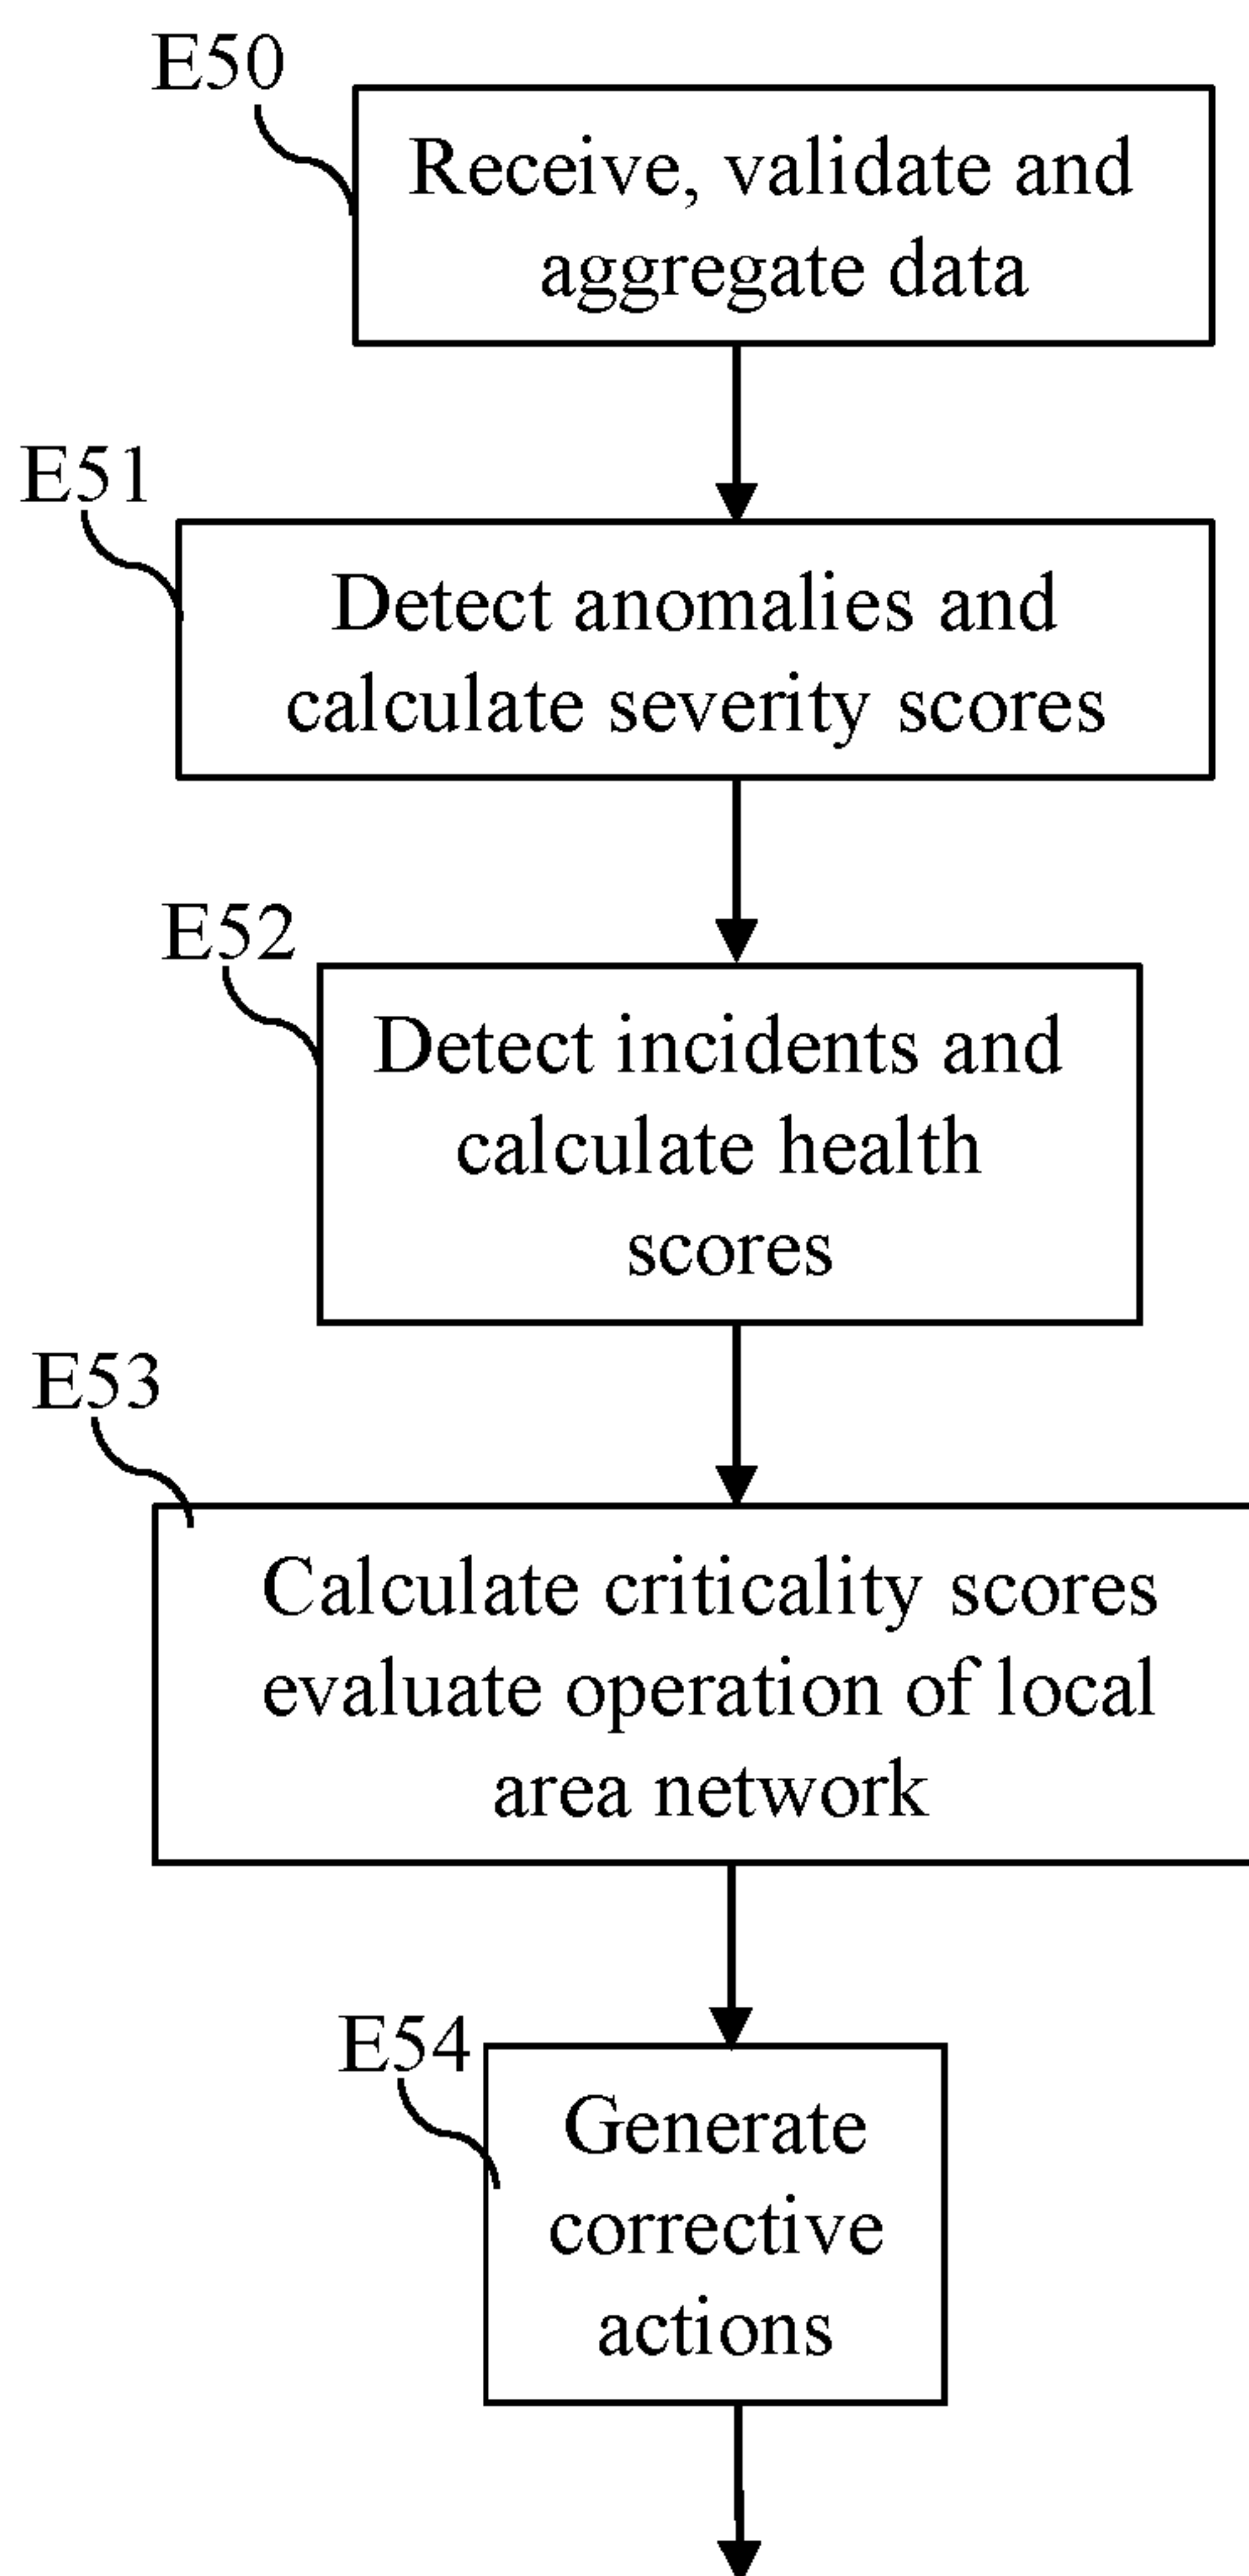 E50
Receive, validate and
aggregate data
E51
Detect anomalies and
calculate severity scores
E52
Detect incidents and
calculate health
scores
E53
Calculate criticality scores
evaluate operation of local
area network
E54
Generate
corrective
actions